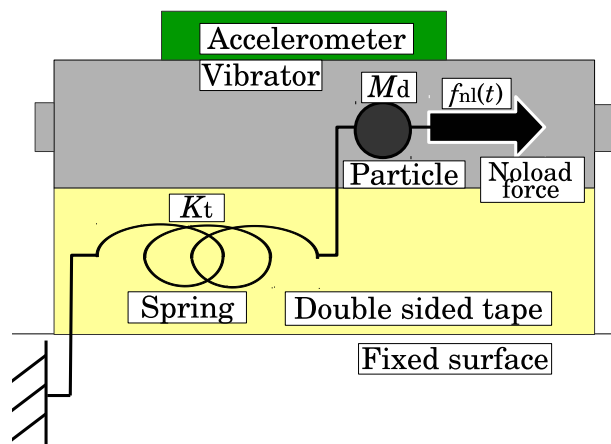 Accelerometer
Vibrator
Md
fnl(t)
Particle
Noload
force
Kt
Spring
Double sided tape
Fixed surface